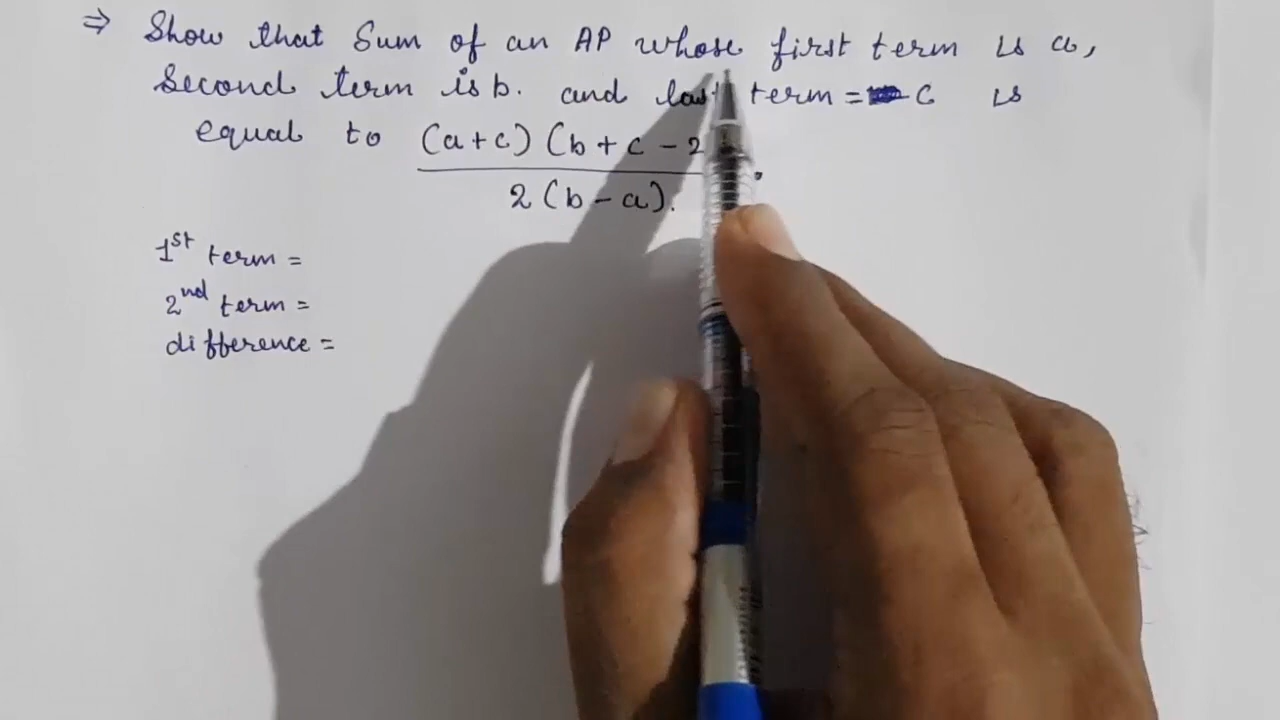 ⇒ Show that Sum of an AP whose first term is a,
Second term is b. and last term = c is
equal to (a+c) (b+c-2
2 (b-a).
1st term =
2nd term =
difference =